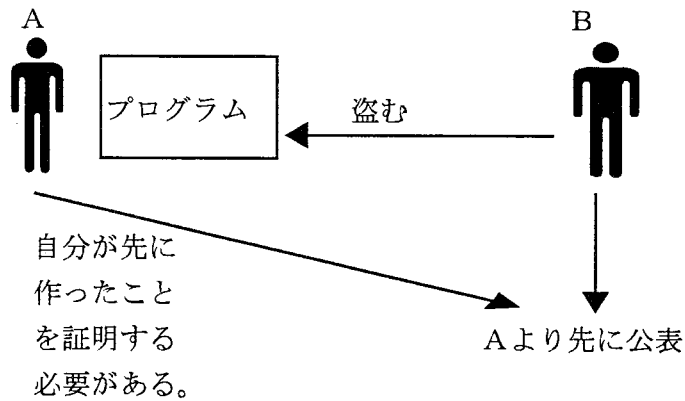 A
B
プログラム
盗む
自分が先に
作ったこと
を証明する
必要がある。
Aより先に公表